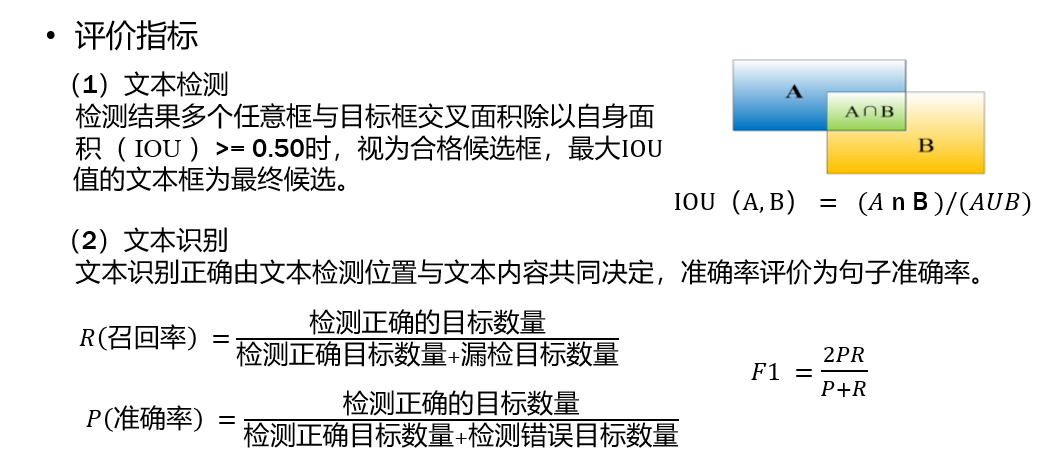 • 评价指标
（1）文本检测
检测结果多个任意框与目标框交叉面积除以自身面
积（ IOU ）>= 0.50时，视为合格候选框，最大IOU
值的文本框为最终候选。
A
A∩B
B
IOU（A, B） = (A n B )/(AUB)
（2）文本识别
文本识别正确由文本检测位置与文本内容共同决定，准确率评价为句子准确率。
R(召回率) = 检测正确的目标数量
检测正确目标数量+漏检目标数量
P(准确率) = 检测正确的目标数量
检测正确目标数量+检测错误目标数量
F1 = 2PR
P+R